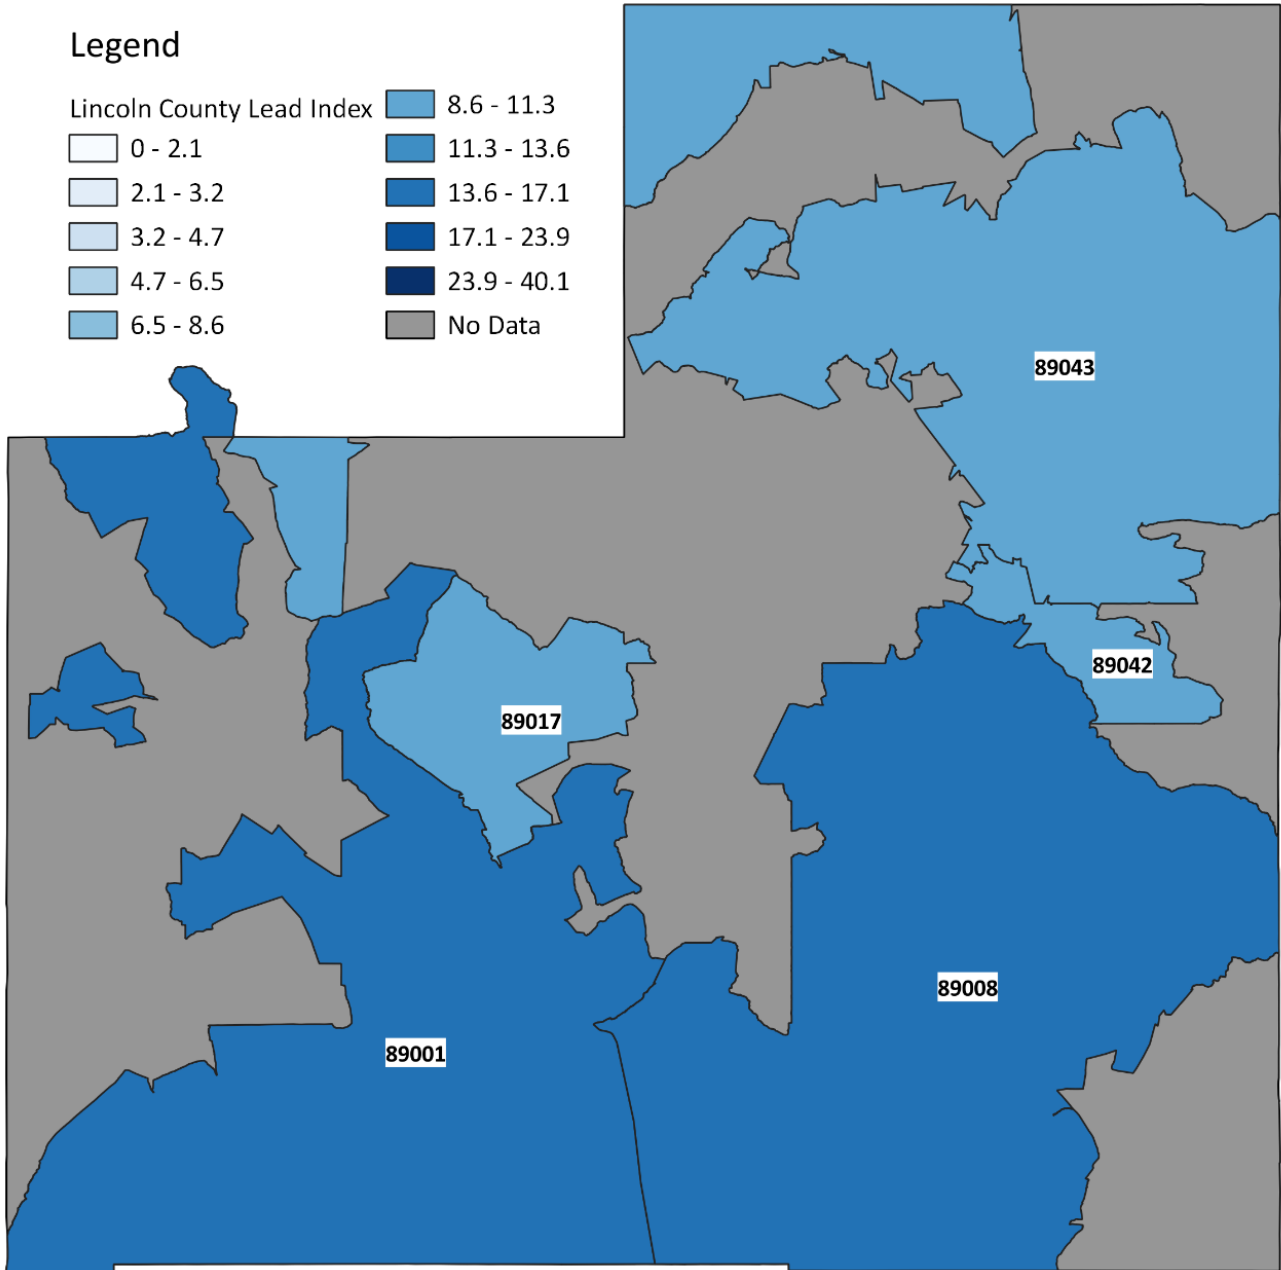 Legend
Lincoln County Lead Index
0 - 2.1
2.1 - 3.2
3.2 - 4.7
4.7 - 6.5
6.5 - 8.6
8.6 - 11.3
11.3 - 13.6
13.6 - 17.1
17.1 - 23.9
23.9 - 40.1
No Data
89043
89042
89017
89008
89001